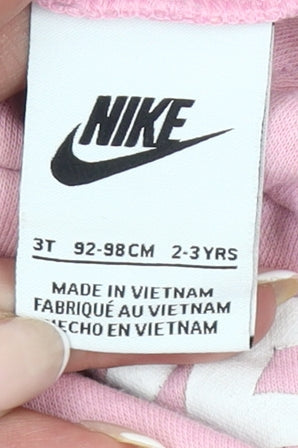 NIKE
3T 92-98CM 2-3YRS
MADE IN VIETNAM
FABRIQUÉ AU VIETNAM
HECHO EN VIETNAM